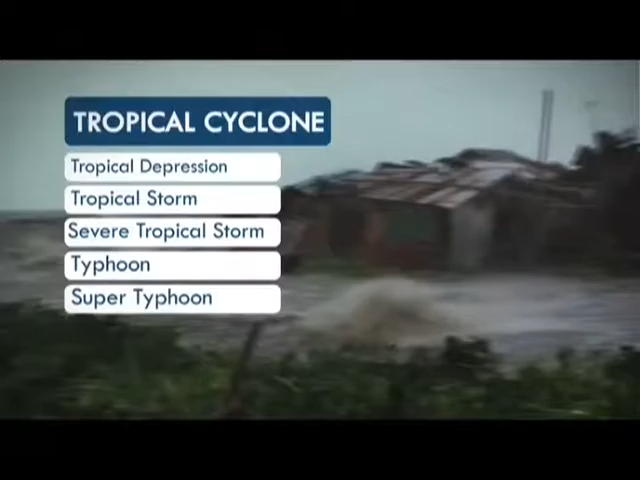 TROPICAL CYCLONE
Tropical Depression
Tropical Storm
Severe Tropical Storm
Typhoon
Super Typhoon